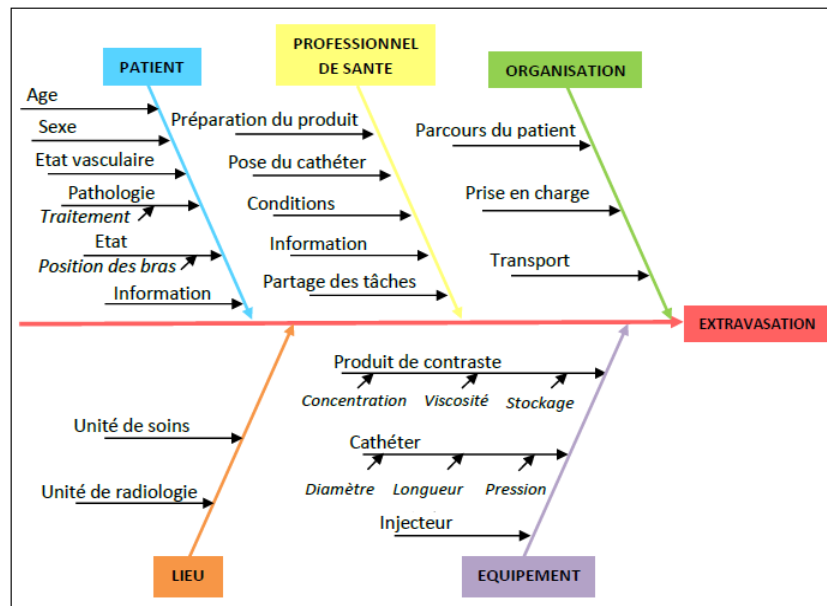 PATIENT
Age
Sexe
Etat vasculaire
Pathologie
Traitement
Etat
Position des bras
Information
PROFESSIONNEL
DE SANTE
Préparation du produit
Pose du cathéter
Conditions
Information
Partage des tâches
ORGANISATION
Parcours du patient
Prise en charge
Transport
EXTRAVASATION
Unité de soins
Unité de radiologie
LIEU
Produit de contraste
Concentration
Viscosité
Stockage
Cathéter
Diamètre
Longueur
Pression
Injecteur
EQUIPEMENT